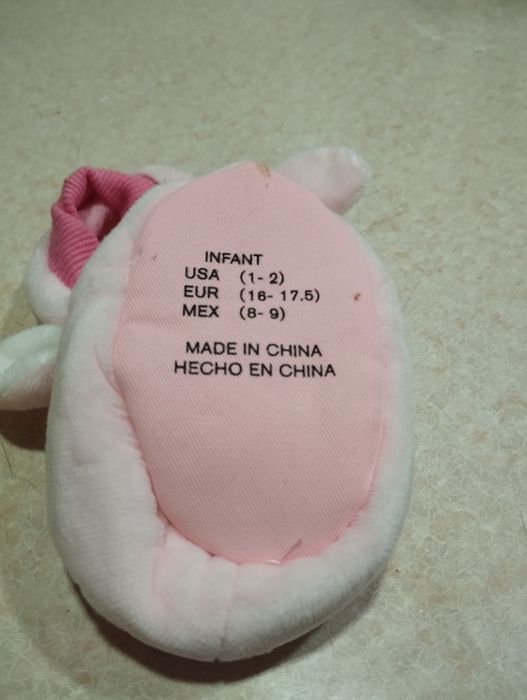 INFANT
USA (1-2)
EUR (16-17.5)
MEX (8-9)
MADE IN CHINA
HECHO EN CHINA